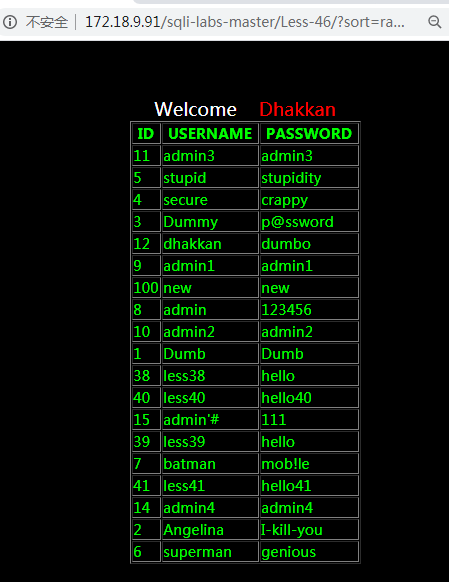 不安全 172.18.9.91/sqli-labs-master/Less-46/?sort=ra...
Welcome Dhakkan
ID USERNAME PASSWORD
11 admin3 admin3
5 stupid stupidity
4 secure crappy
3 Dummy p@ssword
12 dhakkan dumbo
9 admin1 admin1
100 new new
8 admin 123456
10 admin2 admin2
1 Dumb Dumb
38 less38 hello
40 less40 hello40
15 admin'# 111
39 less39 hello
7 batman mob!le
41 less41 hello41
14 admin4 admin4
2 Angelina I-kill-you
6 superman genious